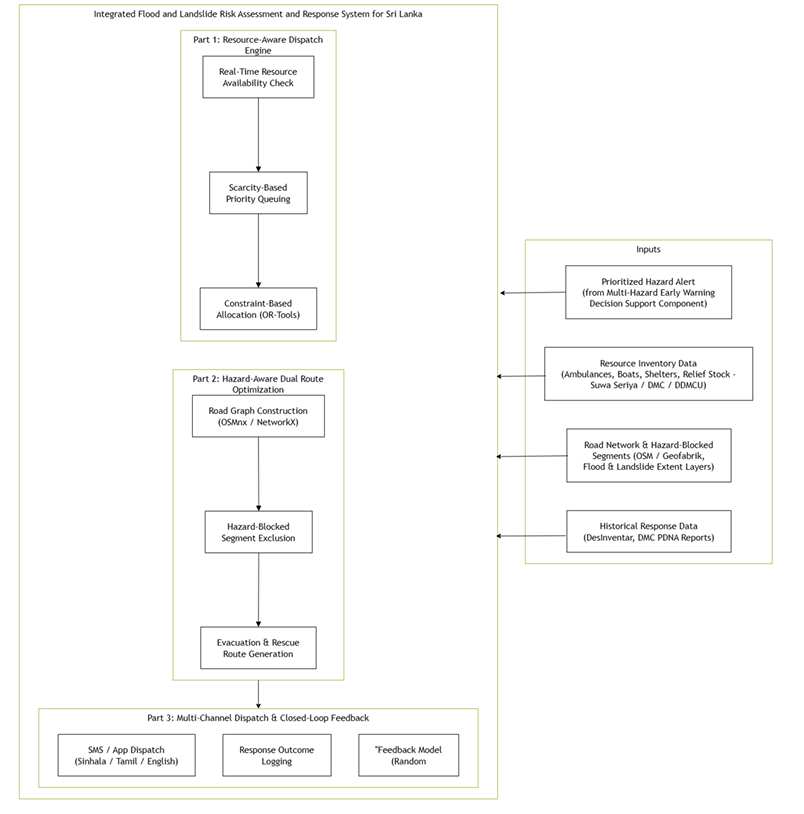 Integrated Flood and Landslide Risk Assessment and Response System for Sri Lanka
Part 1: Resource-Aware Dispatch
Engine
Real-Time Resource
Availability Check
Scarcity-Based
Priority Queuing
Constraint-Based
Allocation (OR-Tools)
Part 2: Hazard-Aware Dual Route
Optimization
Road Graph Construction
(OSMnx / NetworkX)
Hazard-Blocked
Segment Exclusion
Evacuation & Rescue
Route Generation
Part 3: Multi-Channel Dispatch & Closed-Loop Feedback
SMS / App Dispatch
(Sinhala / Tamil / English)
Response Outcome
Logging
"Feedback Model
(Random
Inputs
Prioritized Hazard Alert
(from Multi-Hazard Early Warning
Decision Support Component)
Resource Inventory Data
(Ambulances, Boats, Shelters, Relief Stock -
Suwa Seriya / DMC / DDMCU)
Road Network & Hazard-Blocked
Segments (OSM / Geofabrik,
Flood & Landslide Extent Layers)
Historical Response Data
(DesInventar, DMC PDNA Reports)